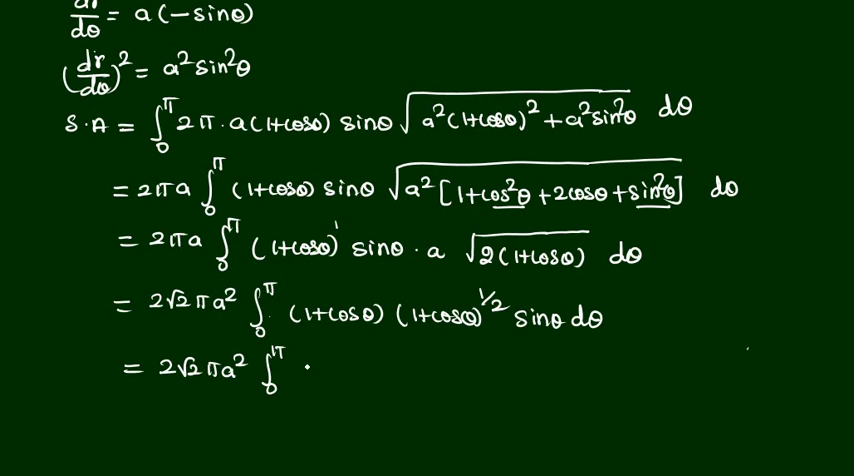 dr/dθ = a(-sinθ)
(dr/dθ)² = a²sin²θ
S.A = ∫₀^π 2π.a(1+cosθ) sinθ √(a²(1+cosθ)²+a²sin²θ) dθ
= 2πa ∫₀^π (1+cosθ) sinθ √(a²[1+cos²θ+2cosθ+sin²θ]) dθ
= 2πa ∫₀^π (1+cosθ)¹ sinθ · a √(2(1+cosθ)) dθ
= 2√2 πa² ∫₀^π (1+cosθ) (1+cosθ)^(1/2) sinθ dθ
= 2√2 πa² ∫₀^π